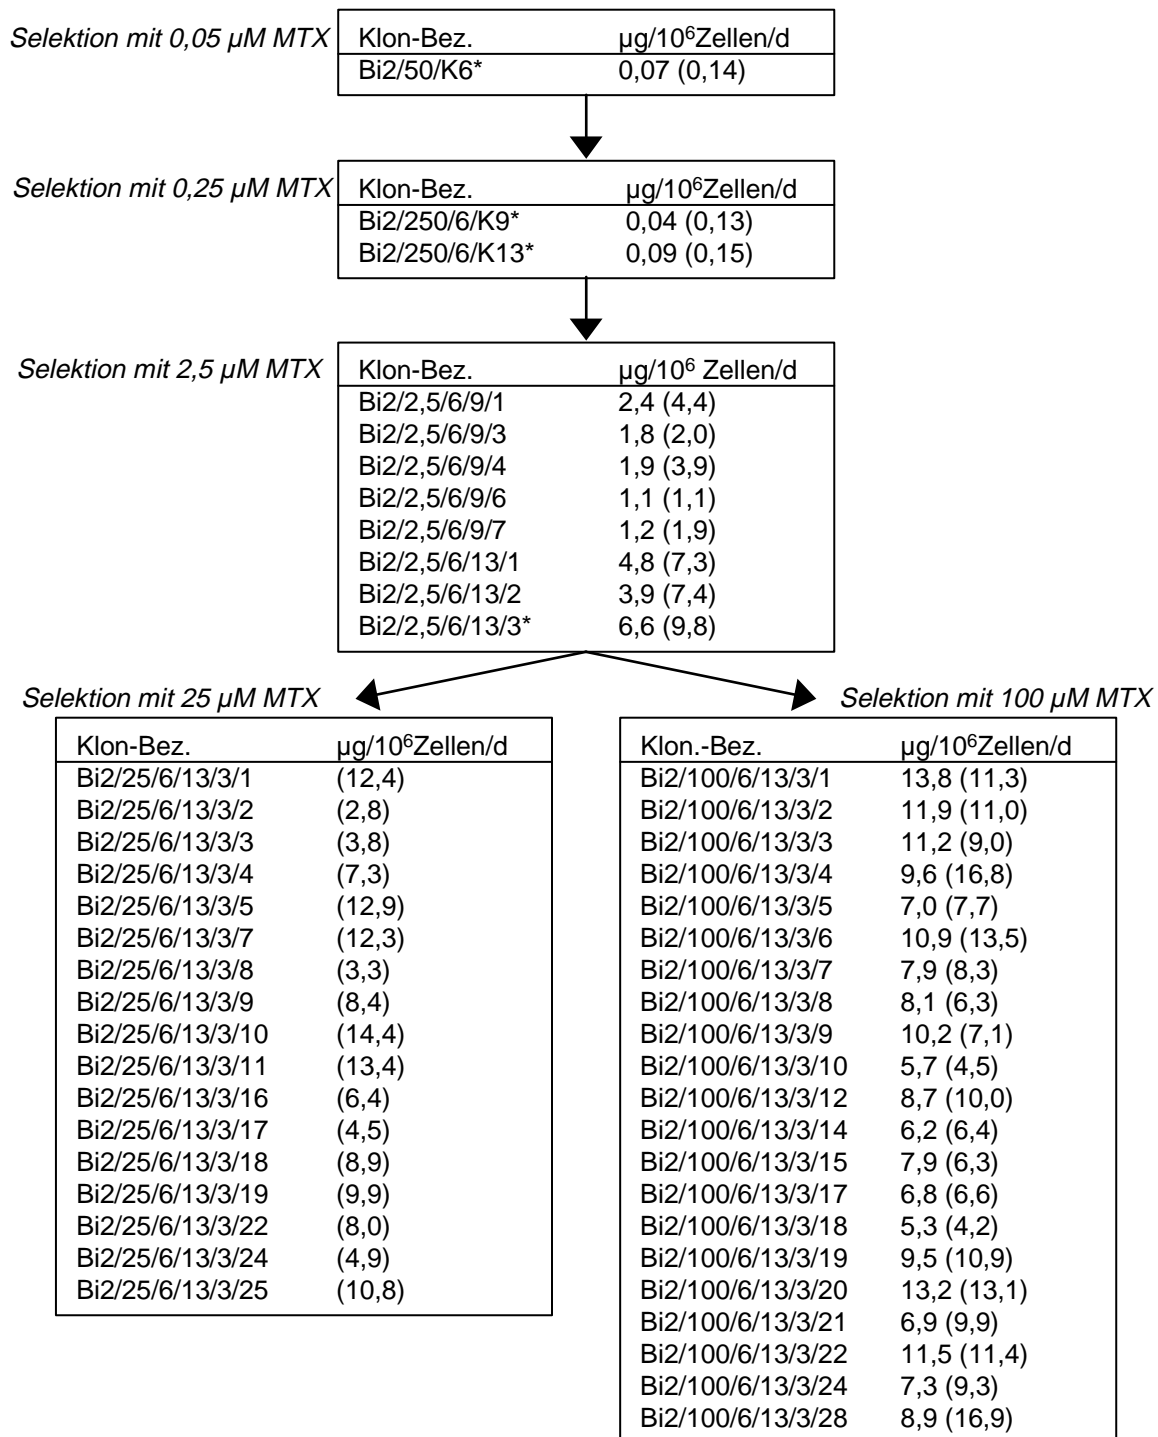 Selektion mit 0,05 µM MTX
Klon-Bez. µg/10⁶Zellen/d
Bi2/50/K6* 0,07 (0,14)
Selektion mit 0,25 µM MTX
Klon-Bez. µg/10⁶Zellen/d
Bi2/250/6/K9* 0,04 (0,13)
Bi2/250/6/K13* 0,09 (0,15)
Selektion mit 2,5 µM MTX
Klon-Bez. µg/10⁶ Zellen/d
Bi2/2,5/6/9/1 2,4 (4,4)
Bi2/2,5/6/9/3 1,8 (2,0)
Bi2/2,5/6/9/4 1,9 (3,9)
Bi2/2,5/6/9/6 1,1 (1,1)
Bi2/2,5/6/9/7 1,2 (1,9)
Bi2/2,5/6/13/1 4,8 (7,3)
Bi2/2,5/6/13/2 3,9 (7,4)
Bi2/2,5/6/13/3* 6,6 (9,8)
Selektion mit 25 µM MTX
Klon-Bez. µg/10⁶Zellen/d
Bi2/25/6/13/3/1 (12,4)
Bi2/25/6/13/3/2 (2,8)
Bi2/25/6/13/3/3 (3,8)
Bi2/25/6/13/3/4 (7,3)
Bi2/25/6/13/3/5 (12,9)
Bi2/25/6/13/3/7 (12,3)
Bi2/25/6/13/3/8 (3,3)
Bi2/25/6/13/3/9 (8,4)
Bi2/25/6/13/3/10 (14,4)
Bi2/25/6/13/3/11 (13,4)
Bi2/25/6/13/3/16 (6,4)
Bi2/25/6/13/3/17 (4,5)
Bi2/25/6/13/3/18 (8,9)
Bi2/25/6/13/3/19 (9,9)
Bi2/25/6/13/3/22 (8,0)
Bi2/25/6/13/3/24 (4,9)
Bi2/25/6/13/3/25 (10,8)
Selektion mit 100 µM MTX
Klon.-Bez. µg/10⁶Zellen/d
Bi2/100/6/13/3/1 13,8 (11,3)
Bi2/100/6/13/3/2 11,9 (11,0)
Bi2/100/6/13/3/3 11,2 (9,0)
Bi2/100/6/13/3/4 9,6 (16,8)
Bi2/100/6/13/3/5 7,0 (7,7)
Bi2/100/6/13/3/6 10,9 (13,5)
Bi2/100/6/13/3/7 7,9 (8,3)
Bi2/100/6/13/3/8 8,1 (6,3)
Bi2/100/6/13/3/9 10,2 (7,1)
Bi2/100/6/13/3/10 5,7 (4,5)
Bi2/100/6/13/3/12 8,7 (10,0)
Bi2/100/6/13/3/14 6,2 (6,4)
Bi2/100/6/13/3/15 7,9 (6,3)
Bi2/100/6/13/3/17 6,8 (6,6)
Bi2/100/6/13/3/18 5,3 (4,2)
Bi2/100/6/13/3/19 9,5 (10,9)
Bi2/100/6/13/3/20 13,2 (13,1)
Bi2/100/6/13/3/21 6,9 (9,9)
Bi2/100/6/13/3/22 11,5 (11,4)
Bi2/100/6/13/3/24 7,3 (9,3)
Bi2/100/6/13/3/28 8,9 (16,9)